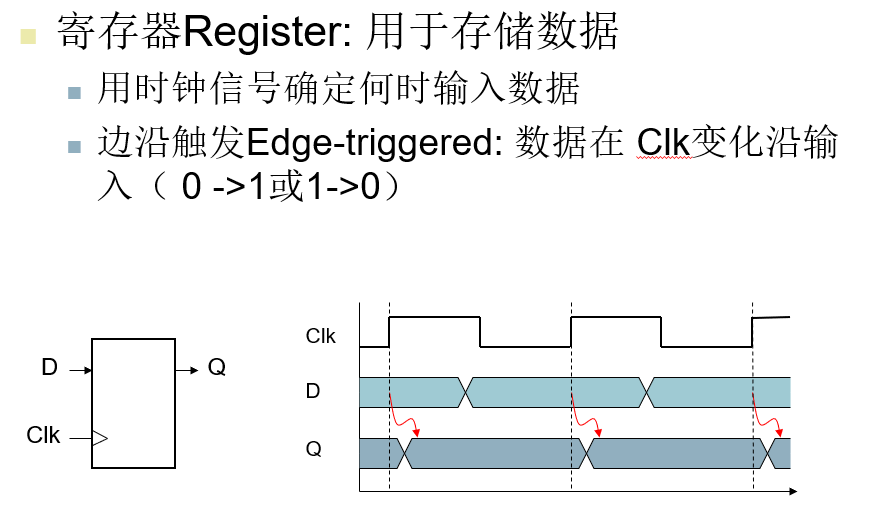 寄存器Register: 用于存储数据
用时钟信号确定何时输入数据
边沿触发Edge-triggered: 数据在 Clk变化沿输
入（ 0 ->1或1->0）
D
Q
Clk
Clk
D
Q